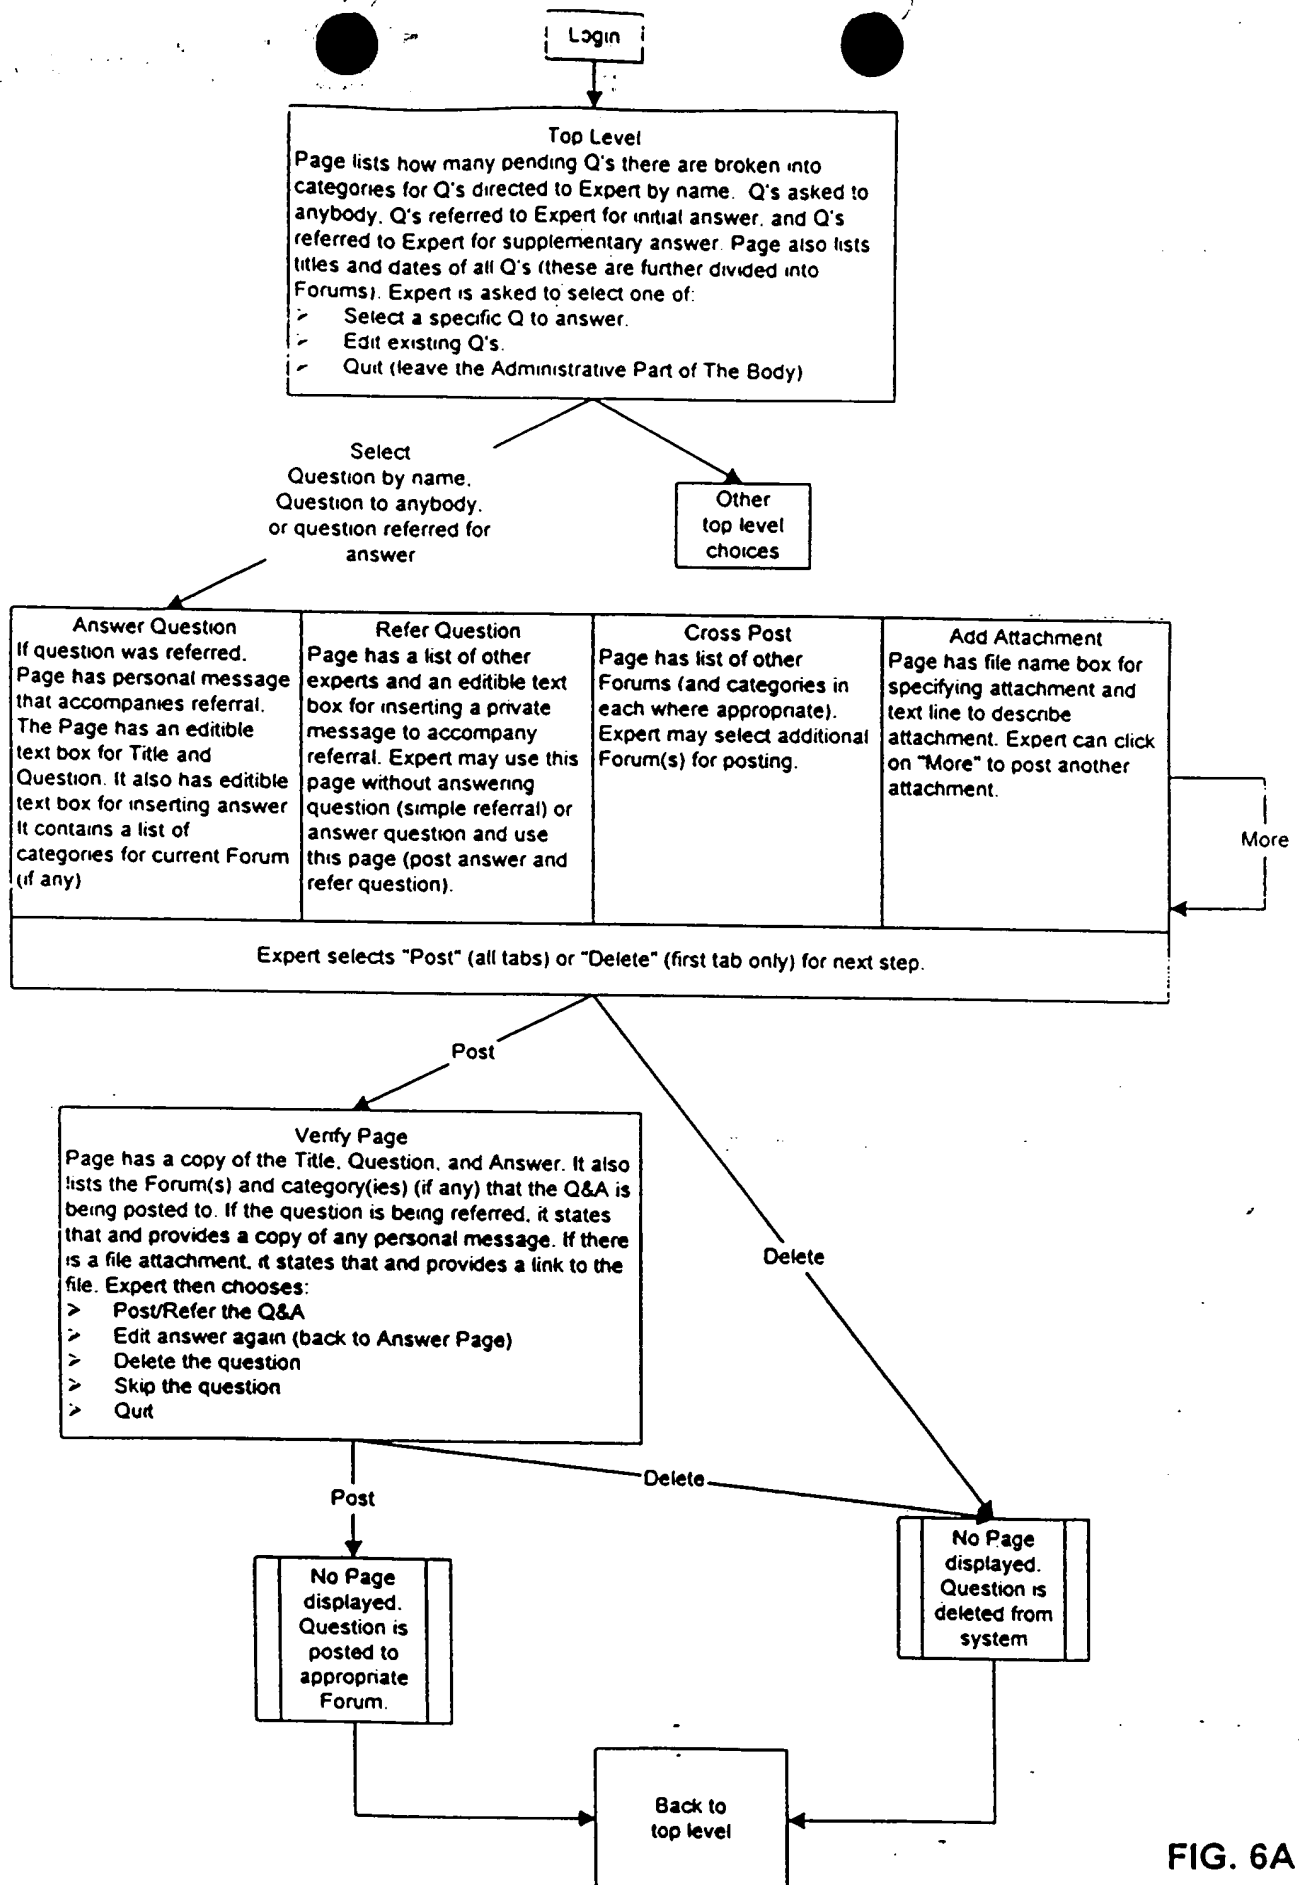 Login
Top Level
Page lists how many pending Q's there are broken into
categories for Q's directed to Expert by name. Q's asked to
anybody, Q's referred to Expert for initial answer, and Q's
referred to Expert for supplementary answer. Page also lists
titles and dates of all Q's (these are further divided into
Forums). Expert is asked to select one of:
➢ Select a specific Q to answer.
➢ Edit existing Q's.
➢ Quit (leave the Administrative Part of The Body)
Select
Question by name,
Question to anybody,
or question referred for
answer
Other
top level
choices
Answer Question
If question was referred.
Page has personal message
that accompanies referral.
The Page has an editible
text box for Title and
Question. It also has editible
text box for inserting answer
It contains a list of
categories for current Forum
(if any)
Refer Question
Page has a list of other
experts and an editible text
box for inserting a private
message to accompany
referral. Expert may use this
page without answering
question (simple referral) or
answer question and use
this page (post answer and
refer question).
Cross Post
Page has list of other
Forums (and categories in
each where appropriate).
Expert may select additional
Forum(s) for posting.
Add Attachment
Page has file name box for
specifying attachment and
text line to describe
attachment. Expert can click
on "More" to post another
attachment.
More
Expert selects "Post" (all tabs) or "Delete" (first tab only) for next step.
Post
Verify Page
Page has a copy of the Title, Question, and Answer. It also
lists the Forum(s) and category(ies) (if any) that the Q&A is
being posted to. If the question is being referred, it states
that and provides a copy of any personal message. If there
is a file attachment, it states that and provides a link to the
file. Expert then chooses:
➢ Post/Refer the Q&A
➢ Edit answer again (back to Answer Page)
➢ Delete the question
➢ Skip the question
➢ Quit
Delete
Delete
Post
No Page
displayed.
Question is
posted to
appropriate
Forum.
No Page
displayed.
Question is
deleted from
system
Back to
top level
FIG. 6A